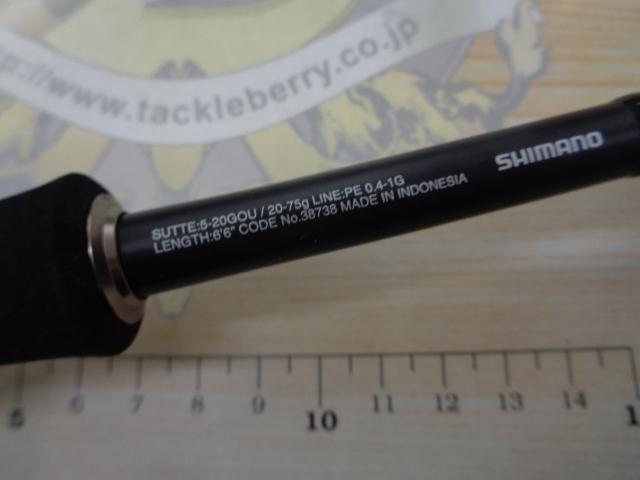 http://www.tackleberry.co.jp
SHIMANO
SUTTE:5-20GOU / 20-75g LINE:PE 0.4-1G
LENGTH:6'6" CODE No.38738 MADE IN INDONESIA
5 6 7 8 9 10 11 12 13 14 1